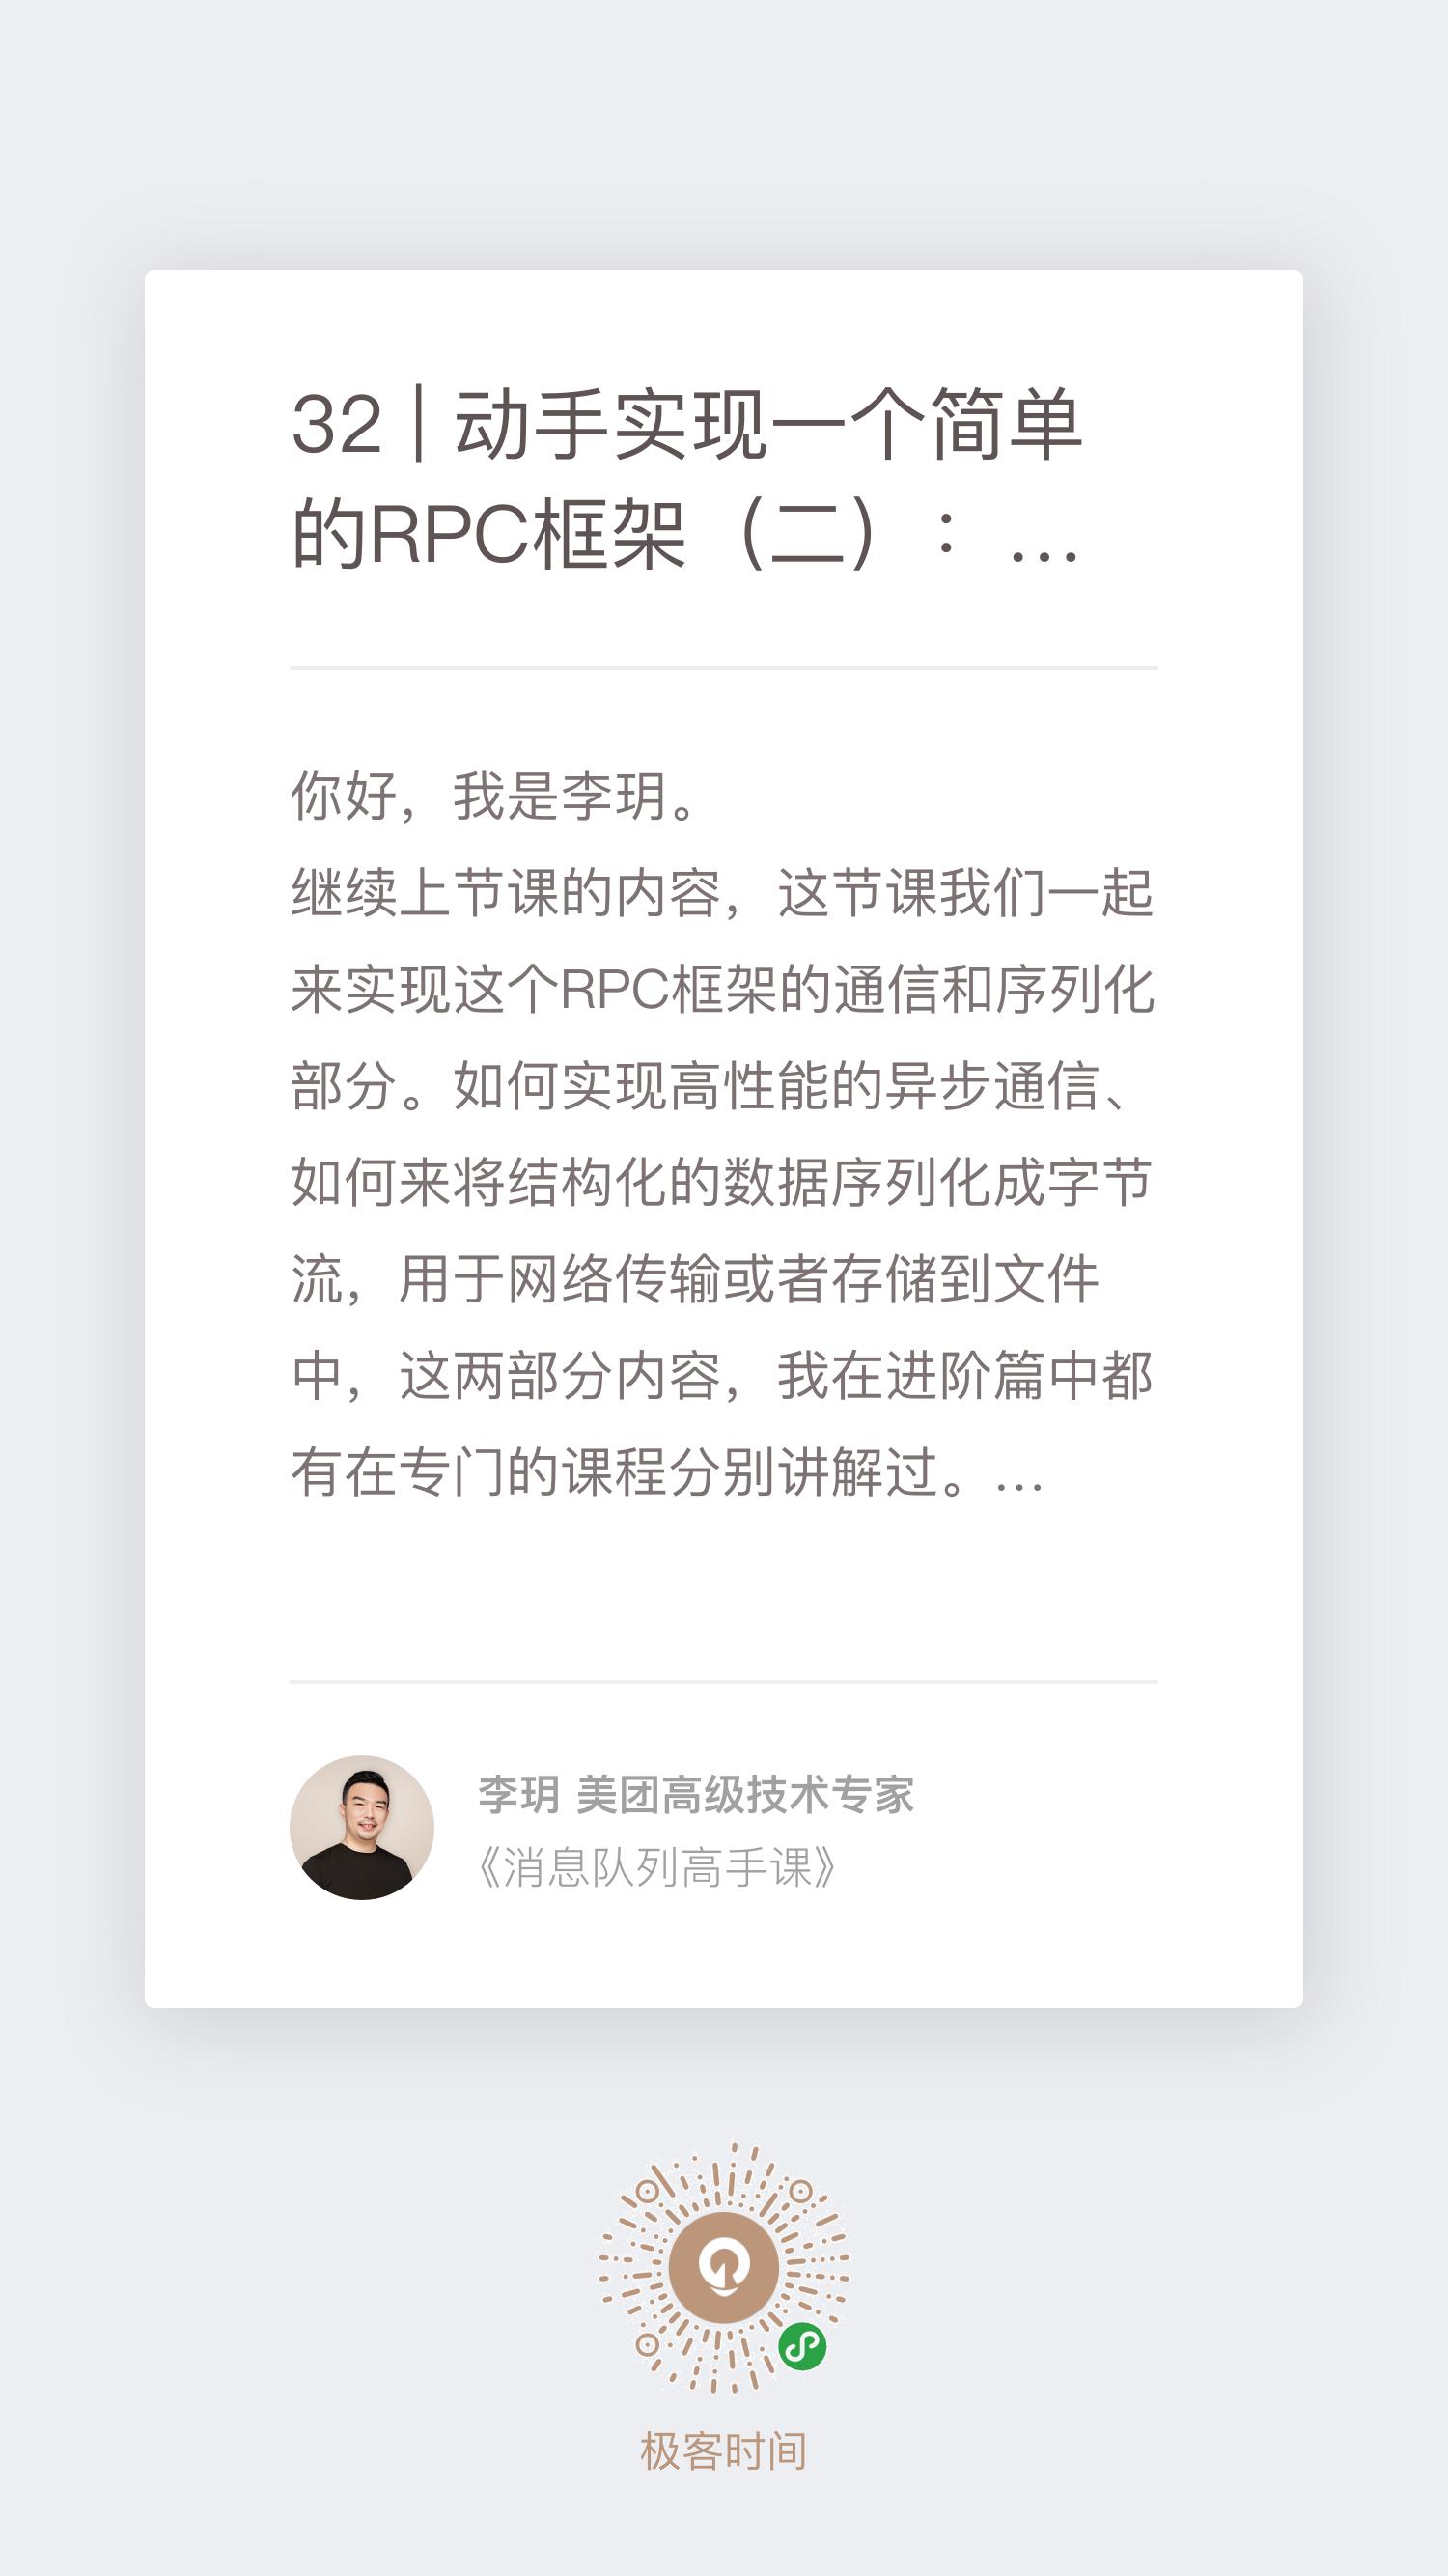 32 | 动手实现一个简单
的RPC框架（二）：…
你好，我是李玥。
继续上节课的内容，这节课我们一起
来实现这个RPC框架的通信和序列化
部分。如何实现高性能的异步通信、
如何来将结构化的数据序列化成字节
流，用于网络传输或者存储到文件
中，这两部分内容，我在进阶篇中都
有在专门的课程分别讲解过。…
李玥 美团高级技术专家
《消息队列高手课》
极客时间